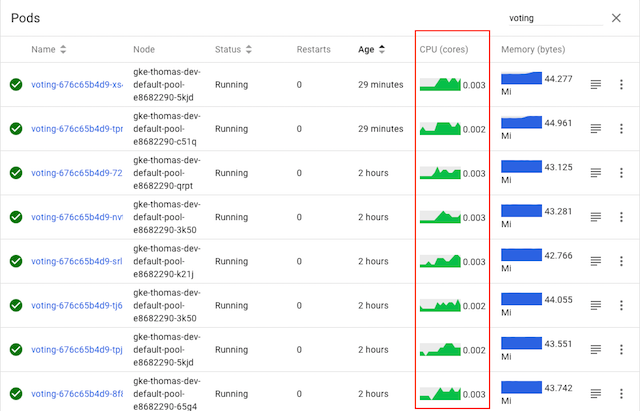 Pods
voting
Name Node Status Restarts Age CPU (cores) Memory (bytes)
voting-676c65b4d9-xs gke-thomas-dev-default-pool-e8682290-5kjd Running 0 29 minutes 0.003 44.277 Mi
voting-676c65b4d9-tpr gke-thomas-dev-default-pool-e8682290-c51q Running 0 29 minutes 0.002 44.961 Mi
voting-676c65b4d9-72 gke-thomas-dev-default-pool-e8682290-qrpt Running 0 2 hours 0.003 43.125 Mi
voting-676c65b4d9-nv gke-thomas-dev-default-pool-e8682290-3k50 Running 0 2 hours 0.003 43.281 Mi
voting-676c65b4d9-srl gke-thomas-dev-default-pool-e8682290-k21j Running 0 2 hours 0.003 42.766 Mi
voting-676c65b4d9-tj6 gke-thomas-dev-default-pool-e8682290-3k50 Running 0 2 hours 0.002 44.055 Mi
voting-676c65b4d9-tpj gke-thomas-dev-default-pool-e8682290-5kjd Running 0 2 hours 0.002 43.551 Mi
voting-676c65b4d9-8f8 gke-thomas-dev-default-pool-e8682290-65g4 Running 0 2 hours 0.003 43.742 Mi